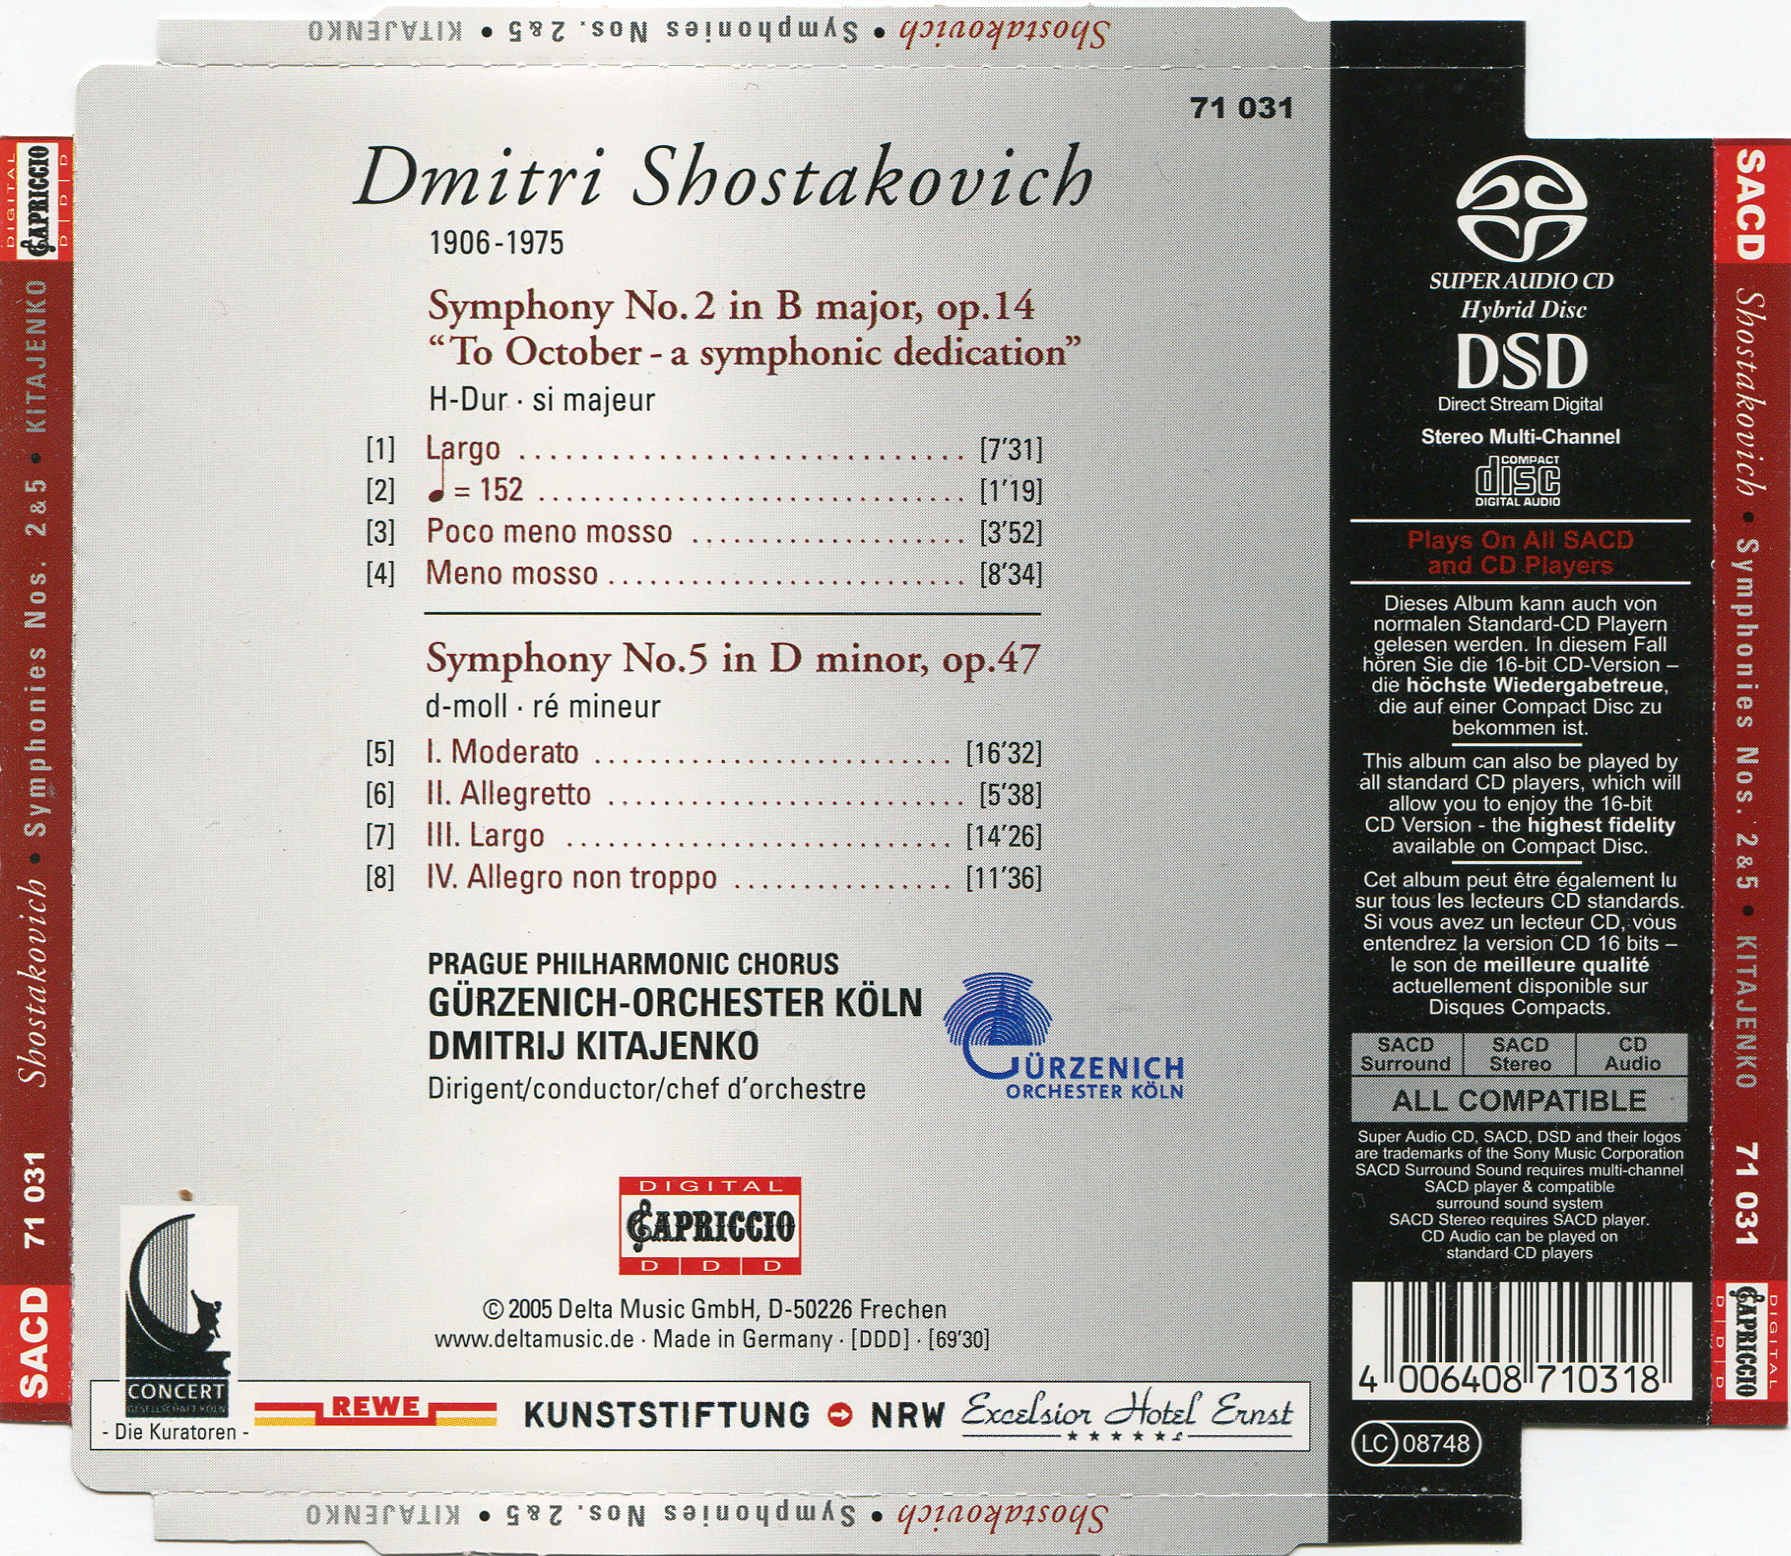 Shostakovich • Symphonies Nos. 2&5 • KITAJENKO
71 031
Dmitri Shostakovich
1906-1975
Symphony No.2 in B major, op.14
“To October - a symphonic dedication”
H-Dur · si majeur
[1] Largo [7’31]
[2] ♩ = 152 [1’19]
[3] Poco meno mosso [3’52]
[4] Meno mosso [8’34]
Symphony No.5 in D minor, op.47
d-moll · ré mineur
[5] I. Moderato [16’32]
[6] II. Allegretto [5’38]
[7] III. Largo [14’26]
[8] IV. Allegro non troppo [11’36]
PRAGUE PHILHARMONIC CHORUS
GÜRZENICH-ORCHESTER KÖLN
DMITRIJ KITAJENKO
Dirigent/conductor/chef d’orchestre
GÜRZENICH
ORCHESTER KÖLN
DIGITAL
CAPRICCIO
D D D
© 2005 Delta Music GmbH, D-50226 Frechen
www.deltamusic.de · Made in Germany · [DDD] · [69’30]
CONCERT
GESELLSCHAFT KÖLN
- Die Kuratoren -
REWE
KUNSTSTIFTUNG NRW
Excelsior Hotel Ernst
SUPER AUDIO CD
Hybrid Disc
DSD
Direct Stream Digital
Stereo Multi-Channel
COMPACT
disc
DIGITAL AUDIO
Plays On All SACD
and CD Players
Dieses Album kann auch von
normalen Standard-CD Playern
gelesen werden. In diesem Fall
hören Sie die 16-bit CD-Version –
die höchste Wiedergabetreue,
die auf einer Compact Disc zu
bekommen ist.
This album can also be played by
all standard CD players, which will
allow you to enjoy the 16-bit
CD Version - the highest fidelity
available on Compact Disc.
Cet album peut être également lu
sur tous les lecteurs CD standards.
Si vous avez un lecteur CD, vous
entendrez la version CD 16 bits –
le son de meilleure qualité
actuellement disponible sur
Disques Compacts.
SACD Surround
SACD Stereo
CD Audio
ALL COMPATIBLE
Super Audio CD, SACD, DSD and their logos
are trademarks of the Sony Music Corporation
SACD Surround Sound requires multi-channel
SACD player & compatible
surround sound system
SACD Stereo requires SACD player.
CD Audio can be played on
standard CD players
4 006408 710318
LC 08748
SACD 71 031 Shostakovich • Symphonies Nos. 2&5 • KITAJENKO
DIGITAL
CAPRICCIO
D D D
SACD Shostakovich • Symphonies Nos. 2&5 • KITAJENKO 71 031
DIGITAL
CAPRICCIO
D D D
Shostakovich • Symphonies Nos. 2&5 • KITAJENKO